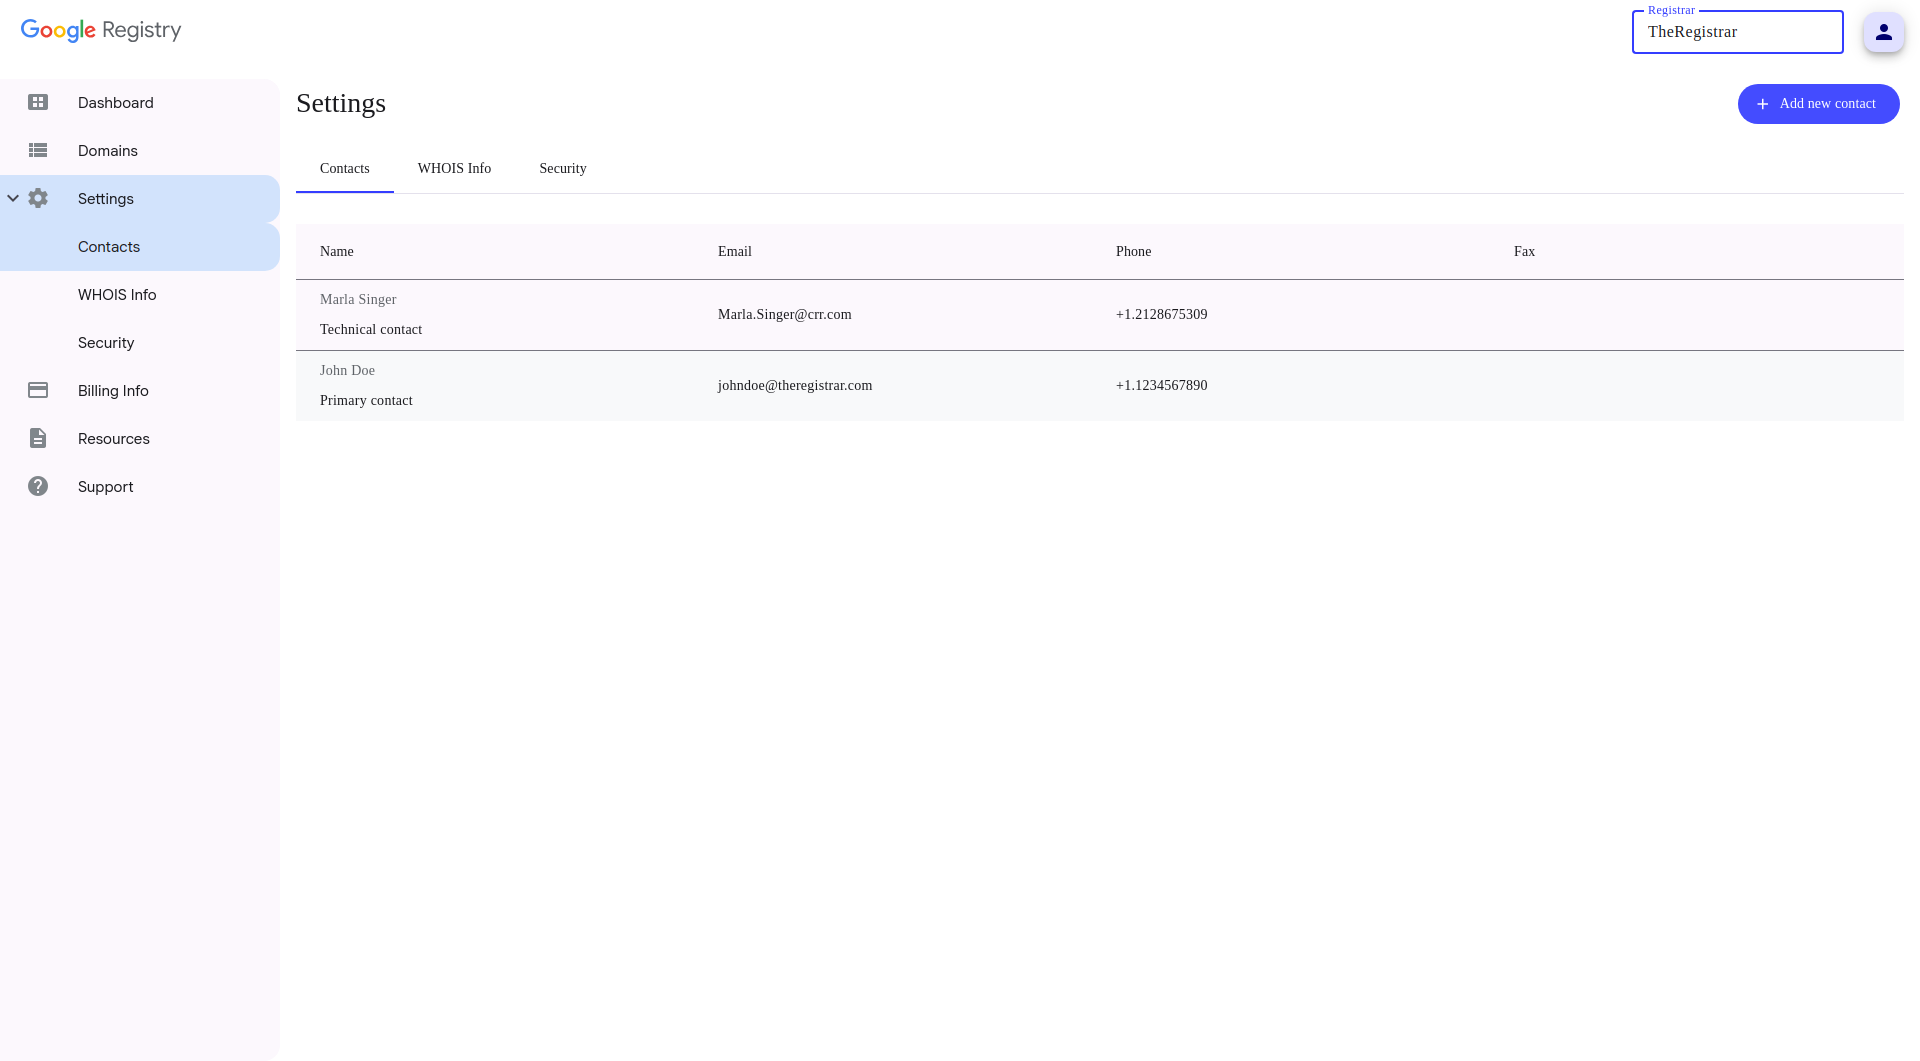 Google Registry
Registrar
TheRegistrar
Dashboard
Domains
Settings
Contacts
WHOIS Info
Security
Billing Info
Resources
Support
Settings
Add new contact
Contacts WHOIS Info Security
Name Email Phone Fax
Marla Singer
Technical contact
Marla.Singer@crr.com
+1.2128675309
John Doe
Primary contact
johndoe@theregistrar.com
+1.1234567890